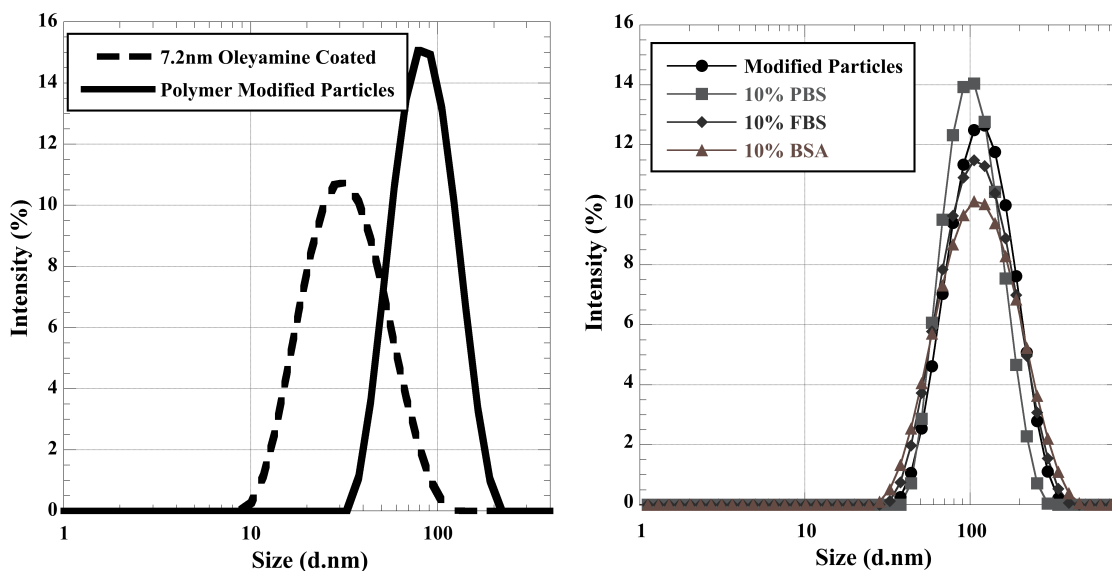 16
14
12
10
8
6
4
2
0
Intensity (%)
7.2nm Oleyamine Coated
Polymer Modified Particles
1
10
100
Size (d.nm)
16
14
12
10
8
6
4
2
0
Intensity (%)
Modified Particles
10% PBS
10% FBS
10% BSA
1
10
100
Size (d.nm)